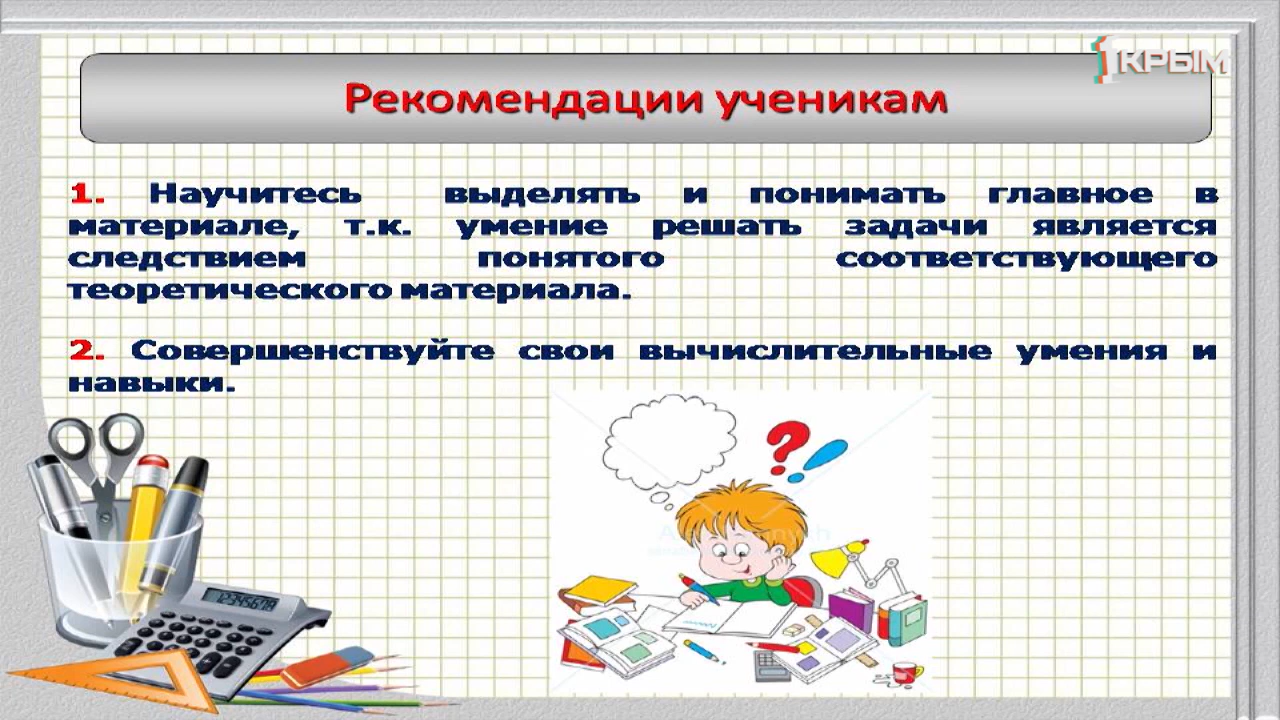 1КРЫМ
Рекомендации ученикам
1. Научитесь выделять и понимать главное в
материале, т.к. умение решать задачи является
следствием понятого соответствующего
теоретического материала.
2. Совершенствуйте свои вычислительные умения и
навыки.